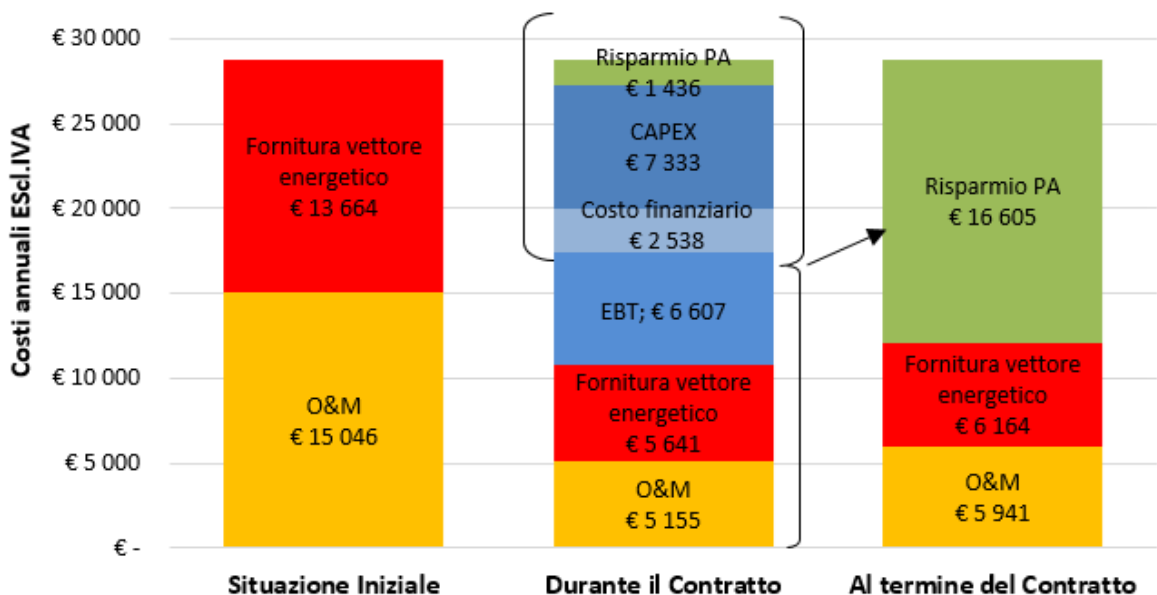 Costi annuali EScl.IVA
€ 30 000
€ 25 000
€ 20 000
€ 15 000
€ 10 000
€ 5 000
€ -
Fornitura vettore
energetico
€ 13 664
O&M
€ 15 046
Situazione Iniziale
Risparmio PA
€ 1 436
CAPEX
€ 7 333
Costo finanziario
€ 2 538
EBT; € 6 607
Fornitura vettore
energetico
€ 5 641
O&M
€ 5 155
Durante il Contratto
Risparmio PA
€ 16 605
Fornitura vettore
energetico
€ 6 164
O&M
€ 5 941
Al termine del Contratto